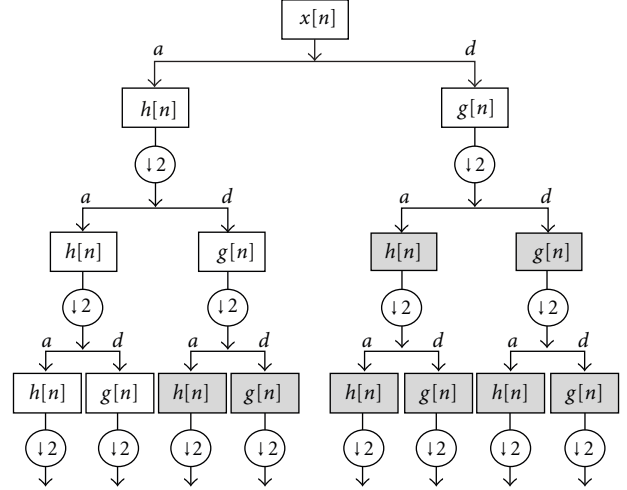 x[n]
a d
h[n] g[n]
↓2 ↓2
a d a d
h[n] g[n] h[n] g[n]
↓2 ↓2 ↓2 ↓2
a d a d a d a d
h[n] g[n] h[n] g[n] h[n] g[n] h[n] g[n]
↓2 ↓2 ↓2 ↓2 ↓2 ↓2 ↓2 ↓2